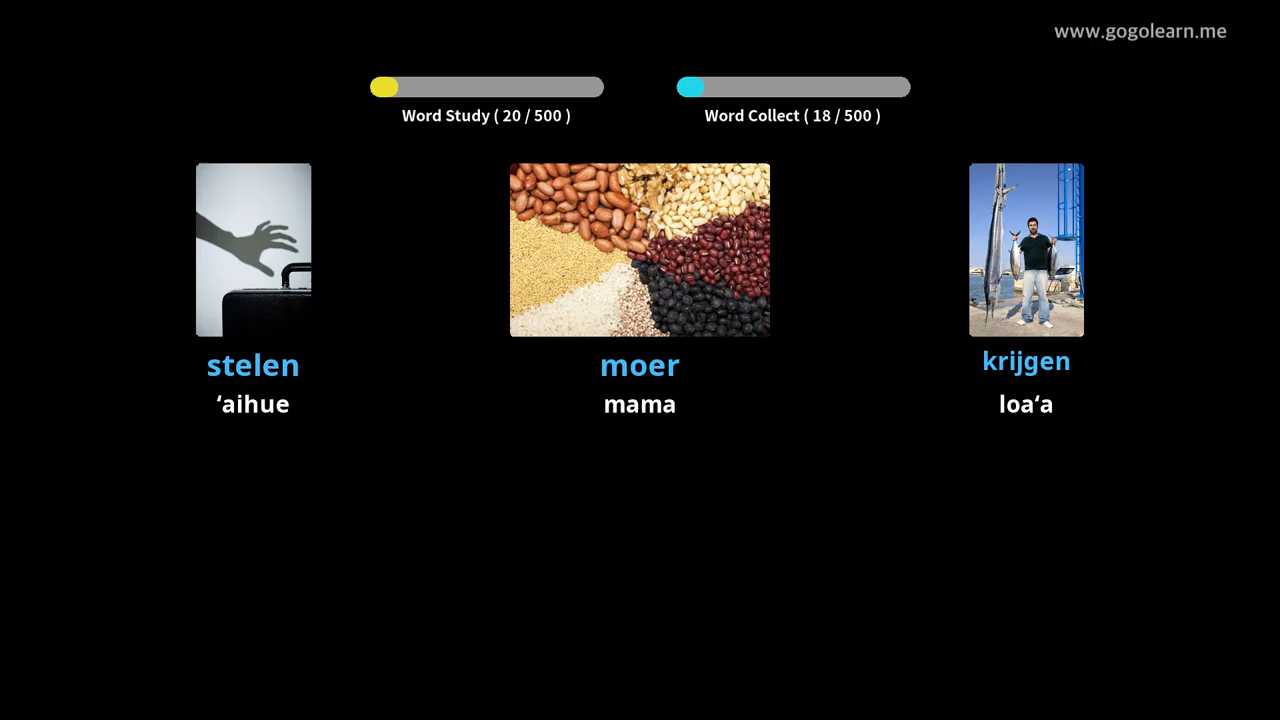 www.gogolearn.me
Word Study ( 20 / 500 )
Word Collect ( 18 / 500 )
stelen
moer
krijgen
ʻaihue
mama
loaʻa